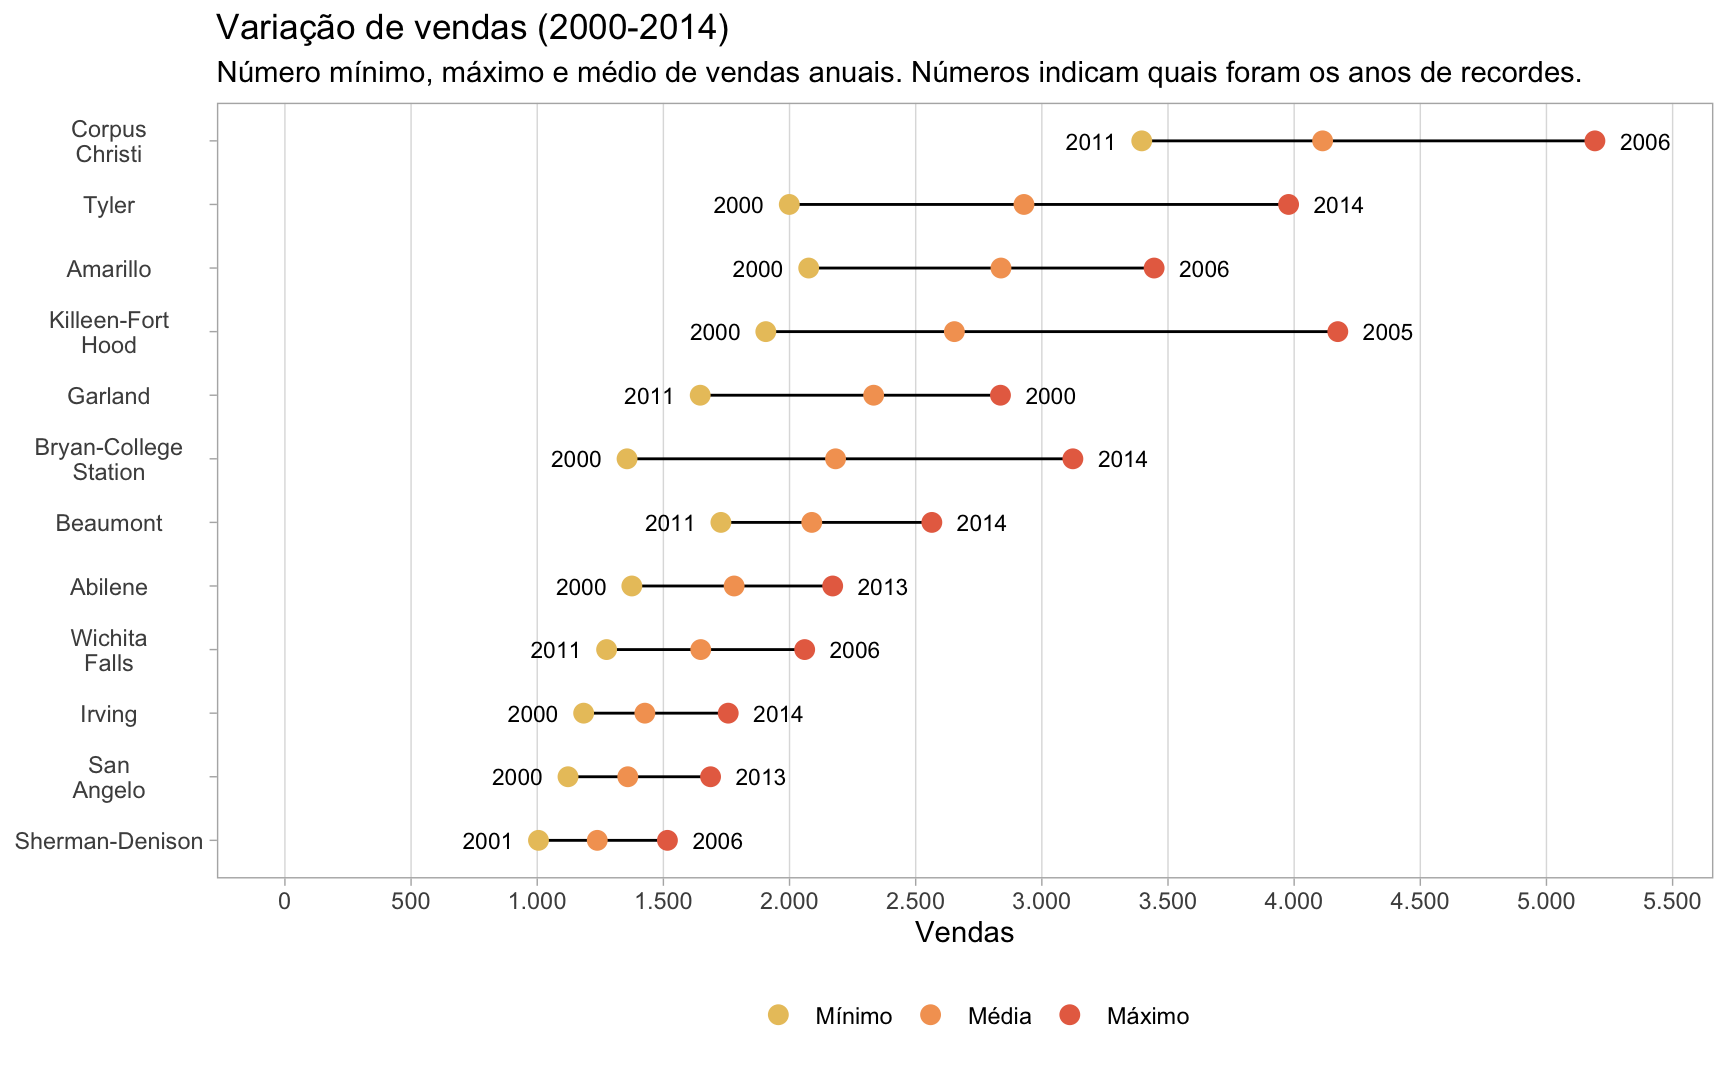 Variação de vendas (2000-2014)
Número mínimo, máximo e médio de vendas anuais. Números indicam quais foram os anos de recordes.
Corpus
Christi
2011
2006
Tyler
2000
2014
Amarillo
2000
2006
Killeen-Fort
Hood
2000
2005
Garland
2011
2000
Bryan-College
Station
2000
2014
Beaumont
2011
2014
Abilene
2000
2013
Wichita
Falls
2011
2006
Irving
2000
2014
San
Angelo
2000
2013
Sherman-Denison
2001
2006
0 500 1.000 1.500 2.000 2.500 3.000 3.500 4.000 4.500 5.000 5.500
Vendas
Mínimo Média Máximo